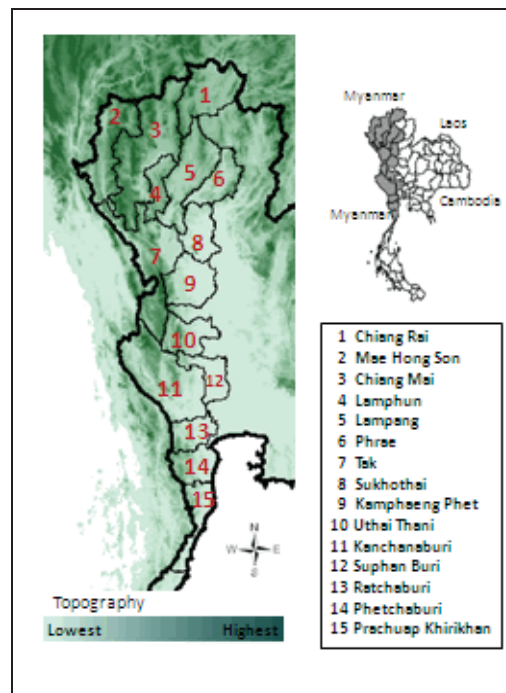 1
2
3
5
6
4
8
7
9
10
12
11
13
14
15
N
W E
S
Topography
Lowest Highest
Myanmar
Laos
Cambodia
Myanmar
1 Chiang Rai
2 Mae Hong Son
3 Chiang Mai
4 Lamphun
5 Lampang
6 Phrae
7 Tak
8 Sukhothai
9 Kamphaeng Phet
10 Uthai Thani
11 Kanchanaburi
12 Suphan Buri
13 Ratchaburi
14 Phetchaburi
15 Prachuap Khirikhan